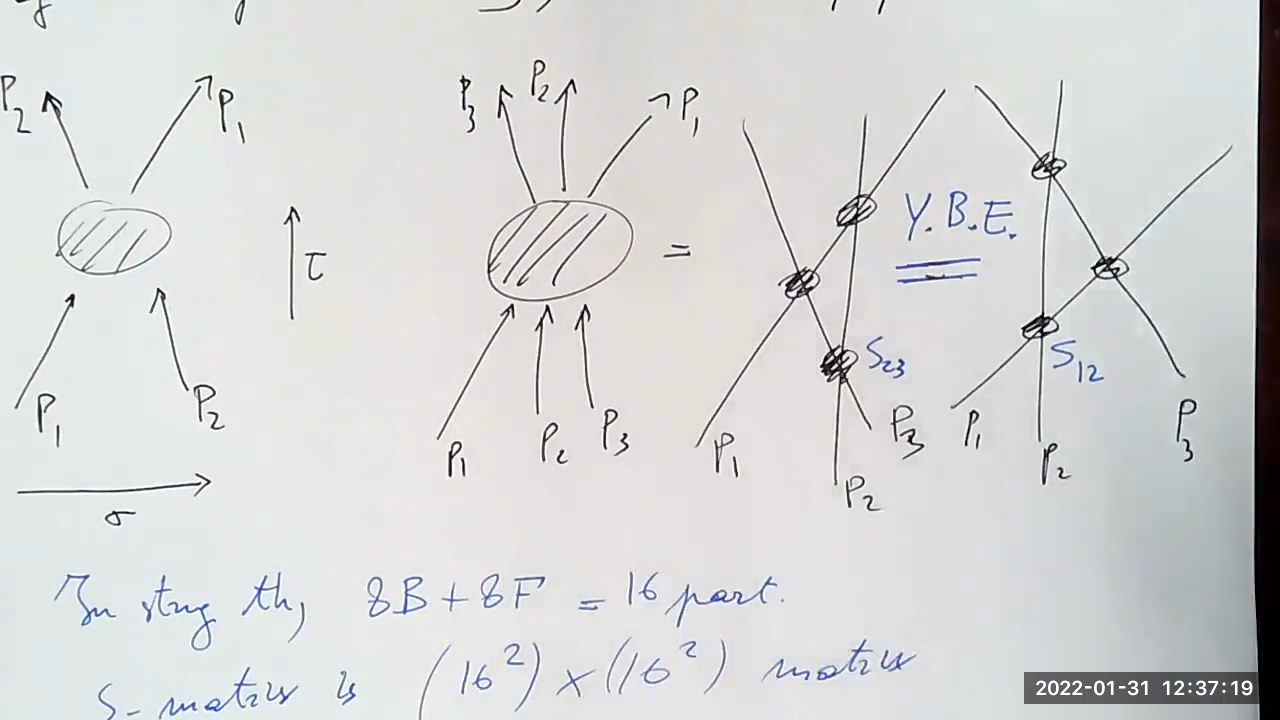 P₂ P₁ P₃ P₂ P₁
τ = Y.B.E.
P₁ P₂ P₁ P₂ P₃ P₁ P₂ P₃ S₂₃ P₁ P₂ P₃ S₁₂
σ
In strg th, 8B + 8F = 16 part.
S-matrix is (16²) × (16²) matrix
2022-01-31 12:37:19